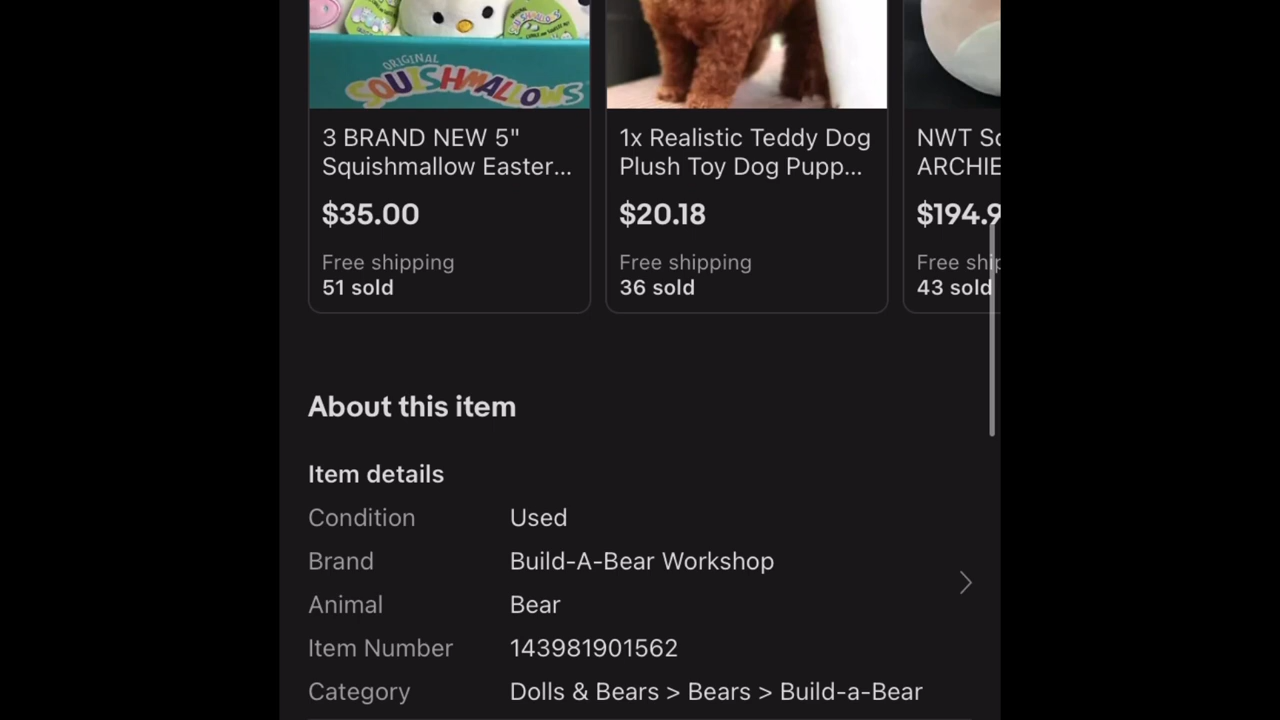 ORIGINAL
SQUISHMALLOWS
3 BRAND NEW 5"
Squishmallow Easter...
$35.00
Free shipping
51 sold
1x Realistic Teddy Dog
Plush Toy Dog Pupp...
$20.18
Free shipping
36 sold
NWT
ARCHIE
$194.9
Free
43 sold
About this item
Item details
Condition Used
Brand Build-A-Bear Workshop
Animal Bear
Item Number 143981901562
Category Dolls & Bears > Bears > Build-a-Bear